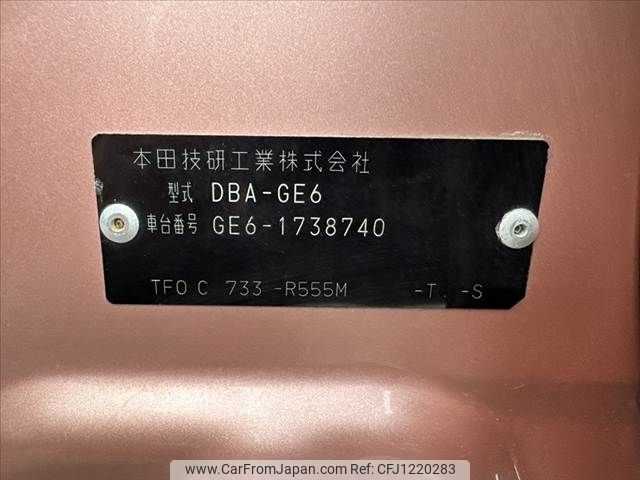 本田技研工業株式会社
型式 DBA-GE6
車台番号 GE6-1738740
TF0 C 733 -R555M -T. -S
www.CarFromJapan.com Ref: CFJ1220283